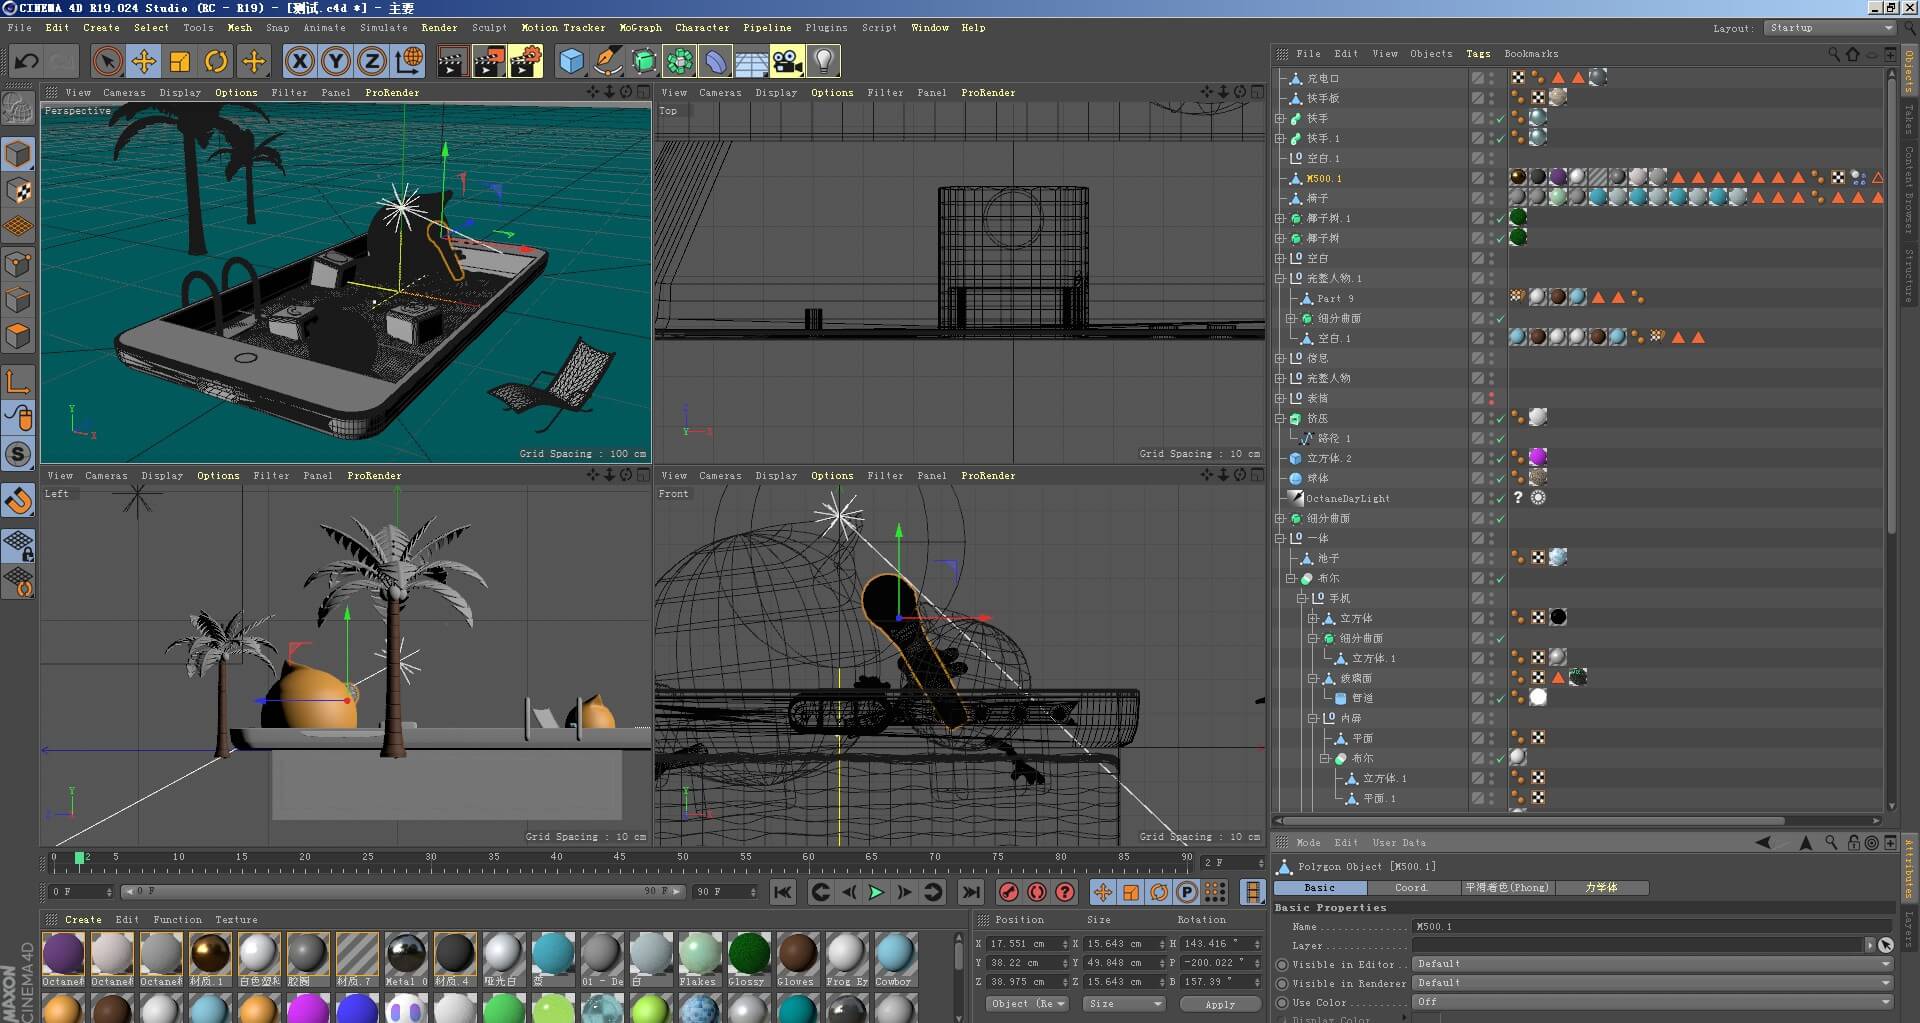 CINEMA 4D R19.024 Studio (RC - R19) - [测试.c4d *] - 主要
File Edit Create Select Tools Mesh Snap Animate Simulate Render Sculpt Motion Tracker MoGraph Character Pipeline Plugins Script Window Help
Layout: Startup
File Edit View Objects Tags Bookmarks
View Cameras Display Options Filter Panel ProRender
View Cameras Display Options Filter Panel ProRender
Perspective
Top
Grid Spacing : 100 cm
Grid Spacing : 10 cm
View Cameras Display Options Filter Panel ProRender
View Cameras Display Options Filter Panel ProRender
Left
Front
Grid Spacing : 10 cm
Grid Spacing : 10 cm
充电口
扶手板
扶手
扶手.1
空白.1
M500.1
椅子
椰子树.1
椰子树
空白
完整人物.1
Part 9
细分曲面
空白.1
信息
完整人物
表情
挤压
路径 1
立方体.2
球体
OctaneDayLight
细分曲面
一体
池子
布尔
手机
立方体
细分曲面
立方体.1
玻璃面
管道
内屏
平面
布尔
立方体.1
平面.1
Objects
Takes
Content Browser
Structure
0 2 5 10 15 20 25 30 35 40 45 50 55 60 65 70 75 80 85 90
2 F
0 F
0 F
90 F
90 F
Create Edit Function Texture
Octane
Octane
Octane
材质.1
白色塑料
胶圈
材质.7
Metal 0
材质.4
哑光白
01 - De
白
Flakes
Glossy
Gloves
Frog Ey
Cowboy
Position Size Rotation
X 17.551 cm X 15.643 cm H 143.416 °
Y 38.22 cm Y 49.848 cm P -200.022 °
Z 38.975 cm Z 15.643 cm B 157.39 °
Object (Re Size Apply
Mode Edit User Data
Polygon Object [M500.1]
Basic Coord. 平滑着色(Phong) 力学体
Basic Properties
Name M500.1
Layer
Visible in Editor Default
Visible in Renderer Default
Use Color Off
Display Color
Attributes
Layers
MAXON
CINEMA 4D